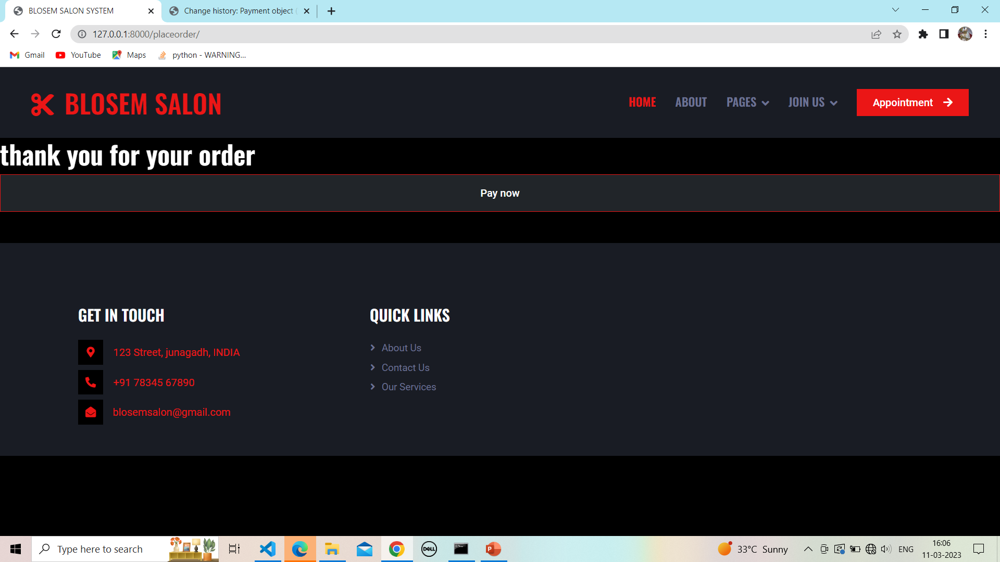 BLOSEM SALON SYSTEM
Change history: Payment object
127.0.0.1:8000/placeorder/
Gmail YouTube Maps python - WARNING...
BLOSEM SALON
HOME ABOUT PAGES JOIN US Appointment
thank you for your order
Pay now
GET IN TOUCH
123 Street, junagadh, INDIA
+91 78345 67890
blosemsalon@gmail.com
QUICK LINKS
About Us
Contact Us
Our Services
Type here to search
DELL
33°C Sunny
ENG
16:06
11-03-2023